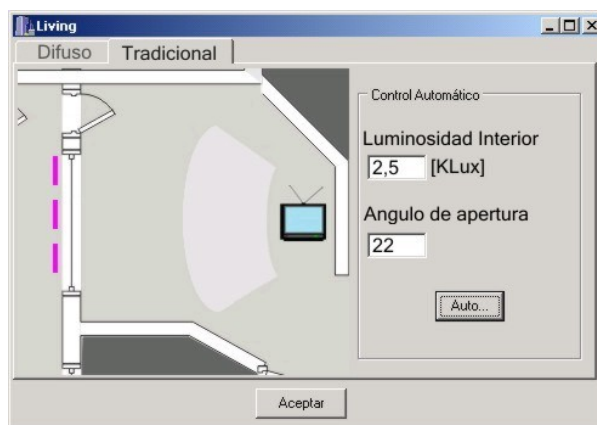 Living
Difuso Tradicional
Control Automático
Luminosidad Interior
2,5 [KLux]
Angulo de apertura
22
Auto...
Aceptar